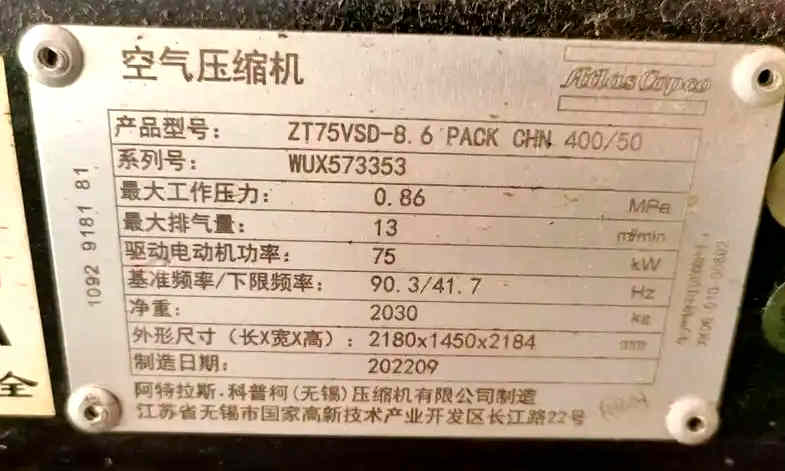 空气压缩机
Atlas Copco
产品型号： ZT75VSD-8.6 PACK CHN 400/50
系列号： WUX573353
最大工作压力： 0.86 MPa
最大排气量： 13 m³/min
驱动电动机功率： 75 kW
基准频率/下限频率： 90.3/41.7 Hz
净重： 2030 kg
外形尺寸（长X宽X高）： 2180x1450x2184 mm
制造日期： 202209
阿特拉斯·科普柯(无锡)压缩机有限公司制造
江苏省无锡市国家高新技术产业开发区长江路22号
1092 9181 81
全